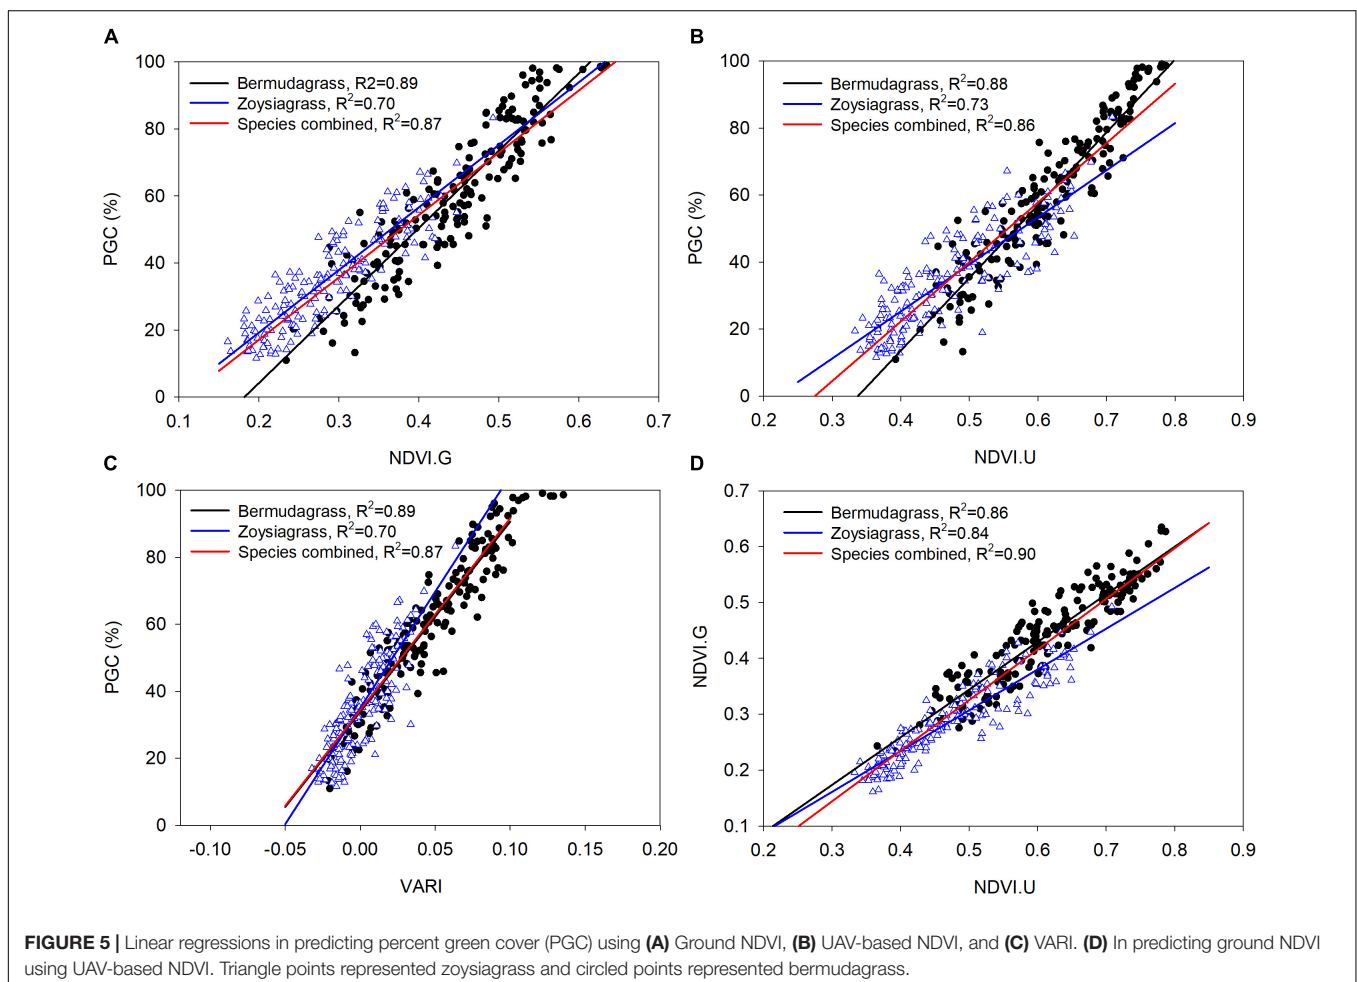 A
Bermudagrass, R2=0.89
Zoysiagrass, R²=0.70
Species combined, R²=0.87
PGC (%)
100
80
60
40
20
0
0.1 0.2 0.3 0.4 0.5 0.6 0.7
NDVI.G
B
Bermudagrass, R²=0.88
Zoysiagrass, R²=0.73
Species combined, R²=0.86
PGC (%)
100
80
60
40
20
0
0.2 0.3 0.4 0.5 0.6 0.7 0.8 0.9
NDVI.U
C
Bermudagrass, R²=0.89
Zoysiagrass, R²=0.70
Species combined, R²=0.87
PGC (%)
100
80
60
40
20
0
-0.10 -0.05 0.00 0.05 0.10 0.15 0.20
VARI
D
Bermudagrass, R²=0.86
Zoysiagrass, R²=0.84
Species combined, R²=0.90
NDVI.G
0.7
0.6
0.5
0.4
0.3
0.2
0.1
0.2 0.3 0.4 0.5 0.6 0.7 0.8 0.9
NDVI.U
FIGURE 5 | Linear regressions in predicting percent green cover (PGC) using (A) Ground NDVI, (B) UAV-based NDVI, and (C) VARI. (D) In predicting ground NDVI
using UAV-based NDVI. Triangle points represented zoysiagrass and circled points represented bermudagrass.